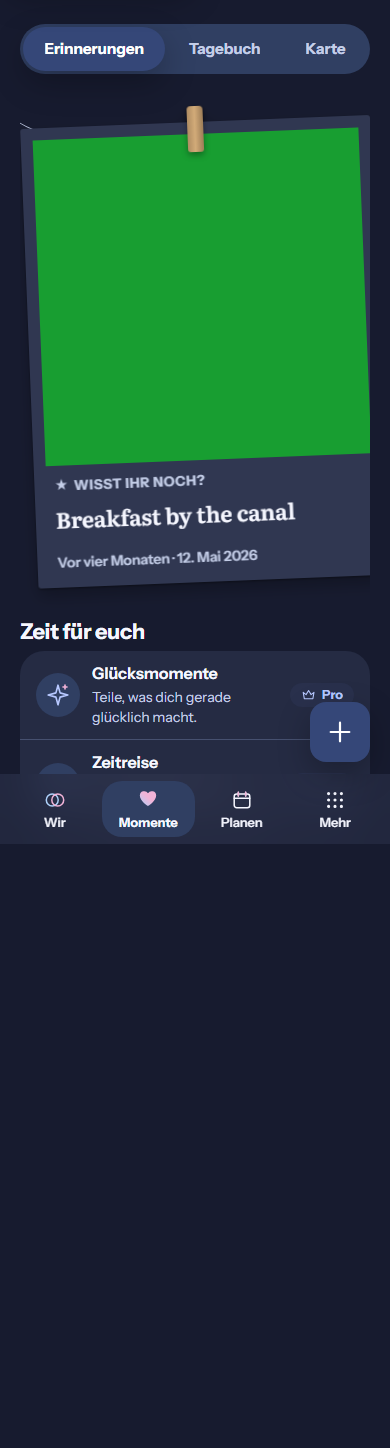 Erinnerungen Tagebuch Karte
★ WISST IHR NOCH?
Breakfast by the canal
Vor vier Monaten · 12. Mai 2026
Zeit für euch
Glücksmomente
Teile, was dich gerade
glücklich macht.
Pro
Zeitreise
Wir Momente Planen Mehr